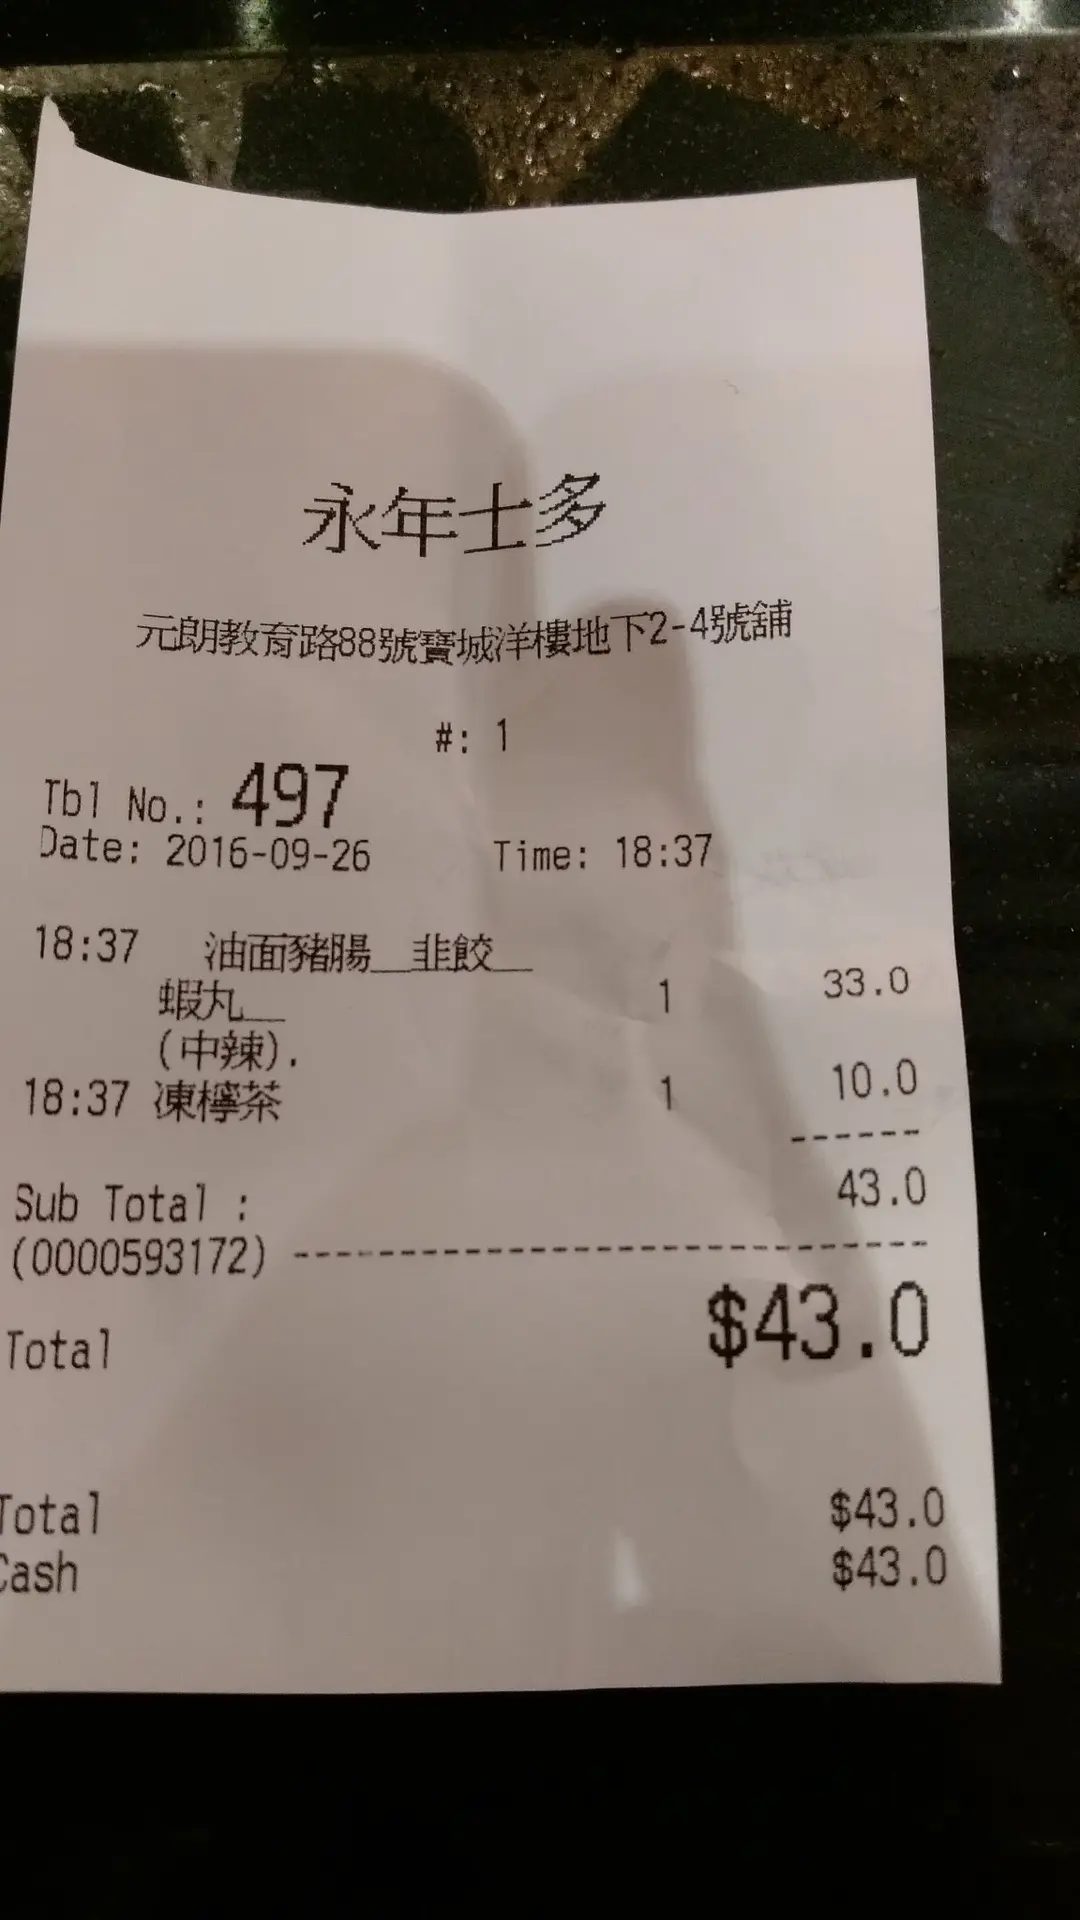 永年士多
元朗教育路88號寶城洋樓地下2-4號舖
#: 1
Tbl No.: 497
Date: 2016-09-26 Time: 18:37
18:37 油面豬腸__韭餃__
蝦丸__ 1 33.0
(中辣).
18:37 凍檸茶 1 10.0
------
Sub Total : 43.0
(0000593172) ----------------------------------
Total $43.0
Total $43.0
Cash $43.0